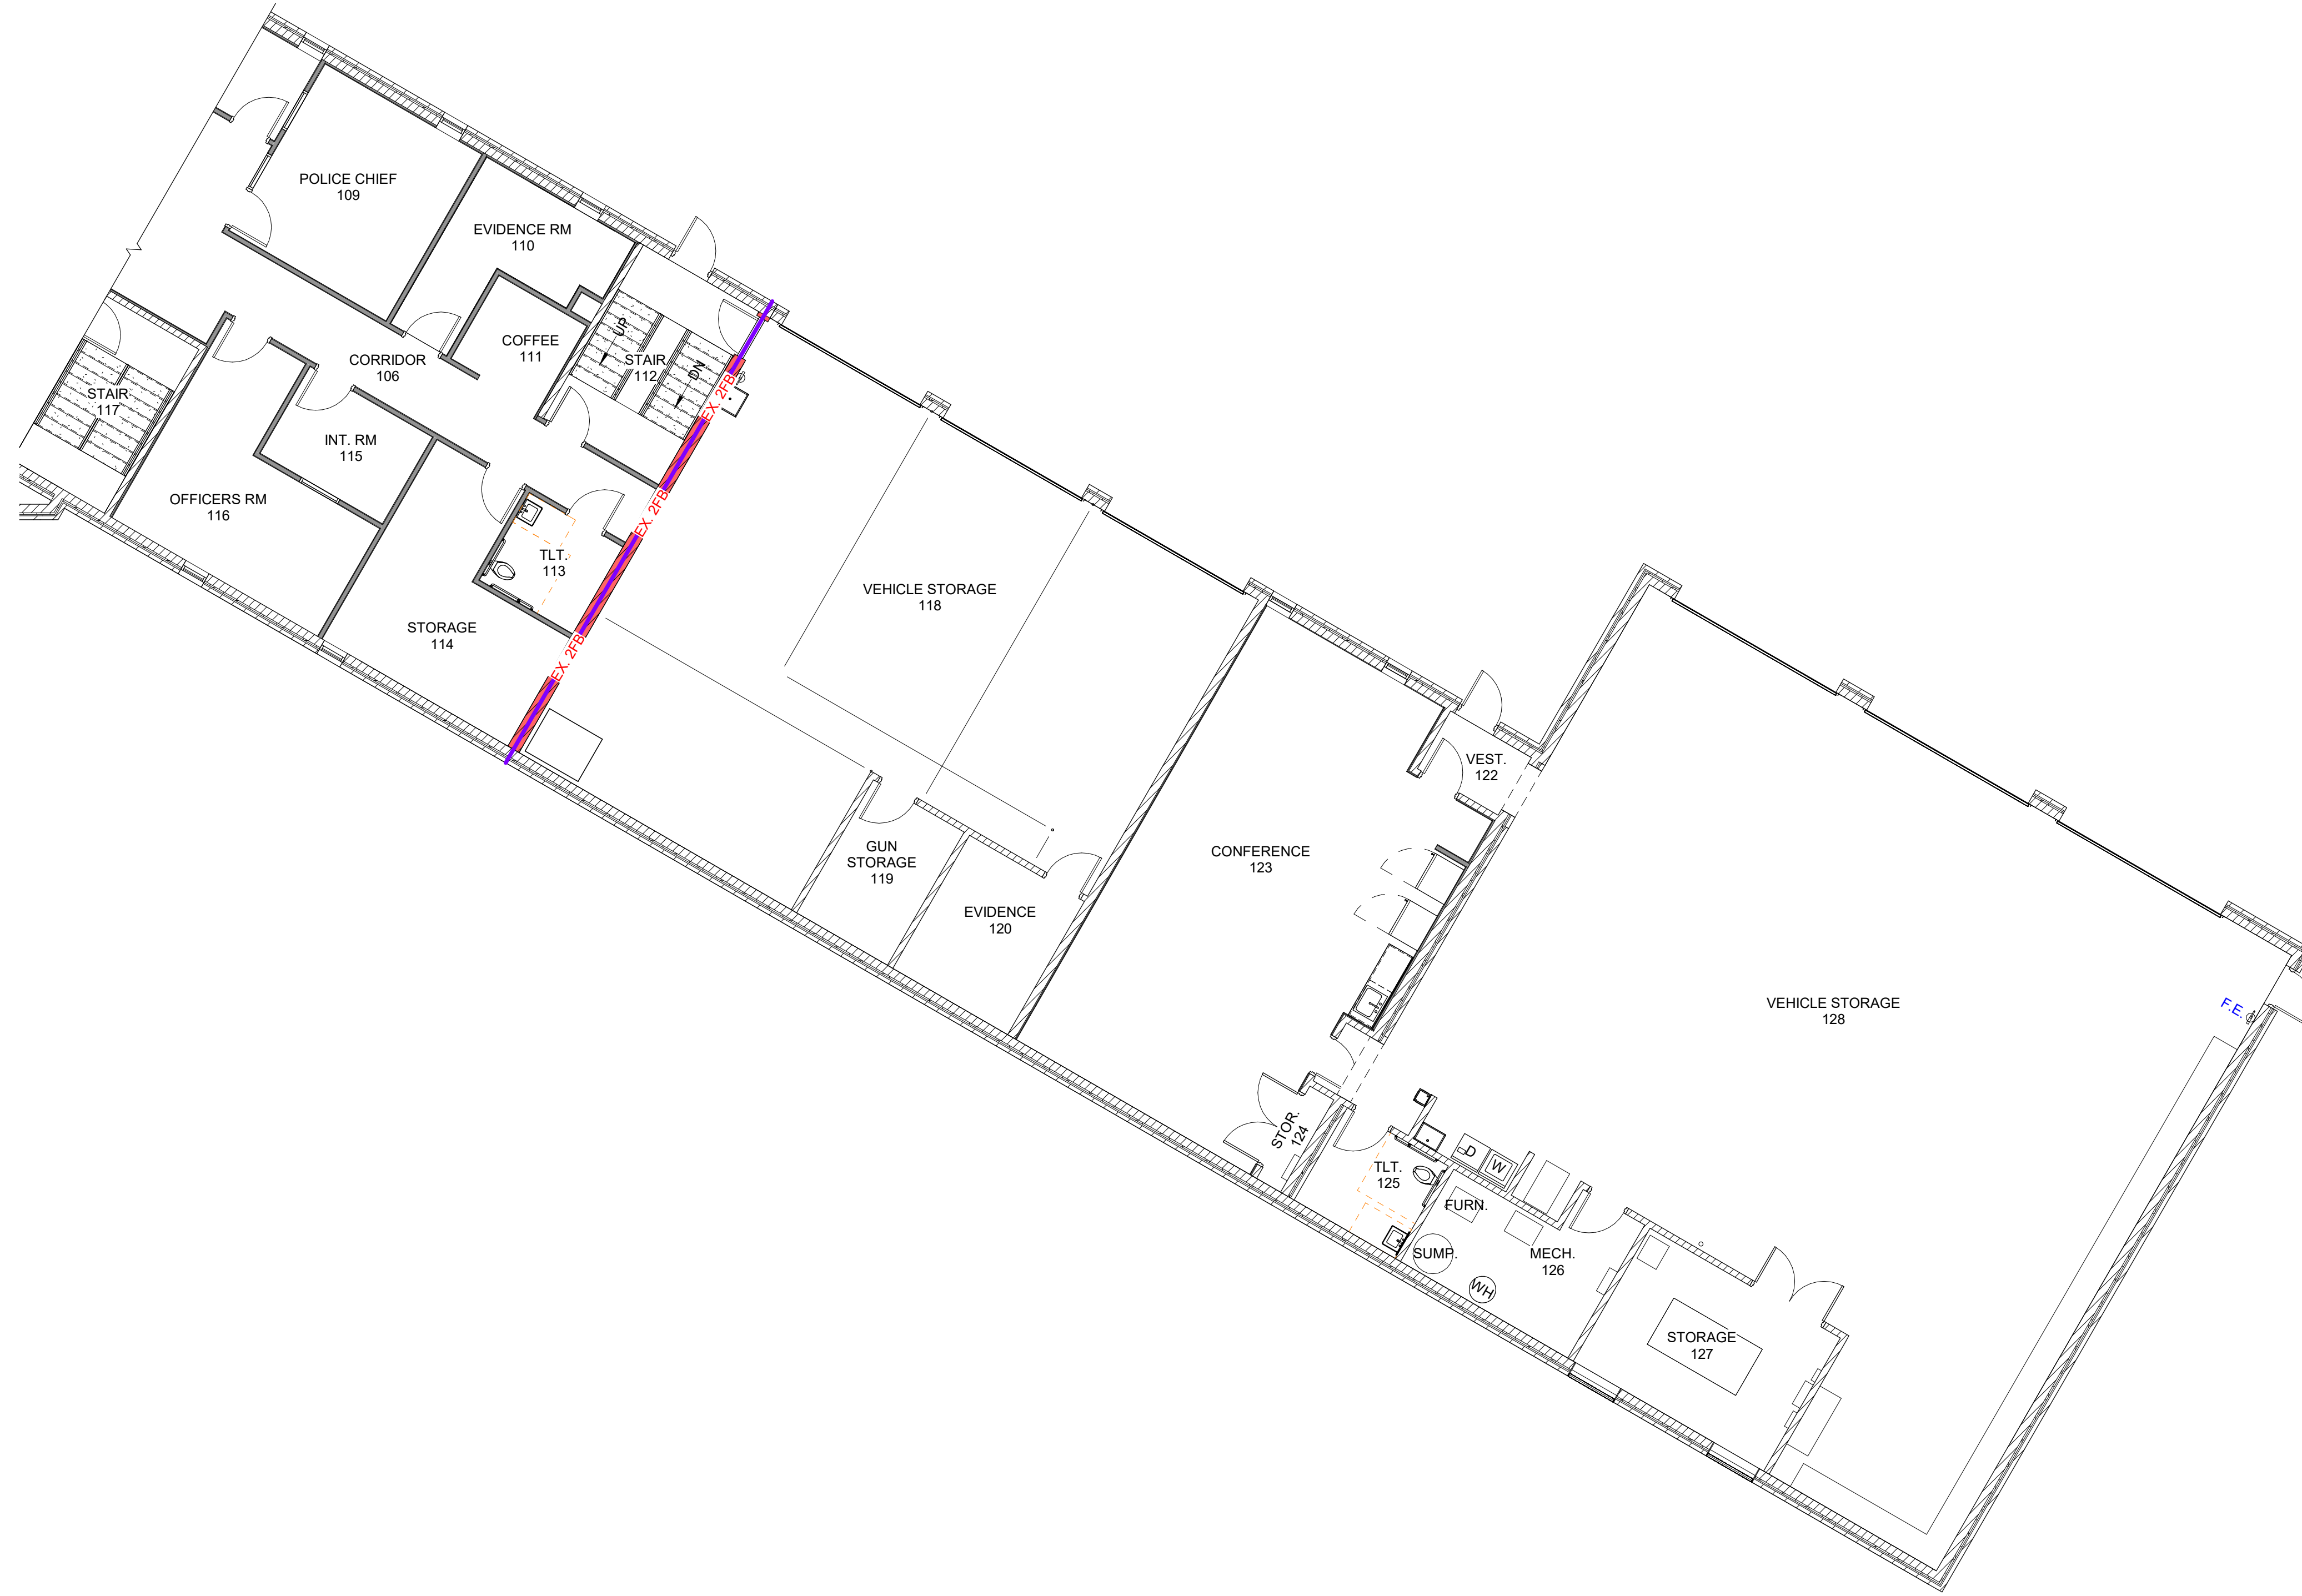 POLICE CHIEF
109
EVIDENCE RM
110
COFFEE
111
UP
STAIR
112
DN
CORRIDOR
106
STAIR
117
INT. RM
115
OFFICERS RM
116
TLT.
113
STORAGE
114
EX. 2FB
EX. 2FB
EX. 2FB
VEHICLE STORAGE
118
GUN
STORAGE
119
EVIDENCE
120
CONFERENCE
123
VEST.
122
STOR.
124
TLT.
125
D
W
FURN.
SUMP.
WH
MECH.
126
STORAGE
127
VEHICLE STORAGE
128
F.E.